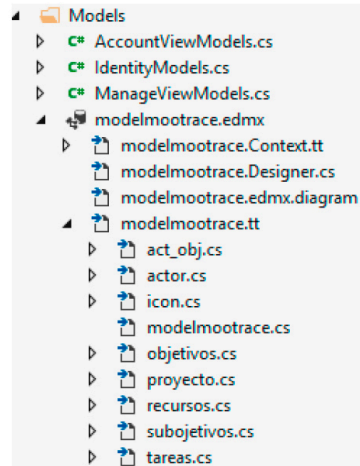 Models
C# AccountViewModels.cs
C# IdentityModels.cs
C# ManageViewModels.cs
modelmootrace.edmx
modelmootrace.Context.tt
modelmootrace.Designer.cs
modelmootrace.edmx.diagram
modelmootrace.tt
act_obj.cs
actor.cs
icon.cs
modelmootrace.cs
objetivos.cs
proyecto.cs
recursos.cs
subojetivos.cs
tareas.cs